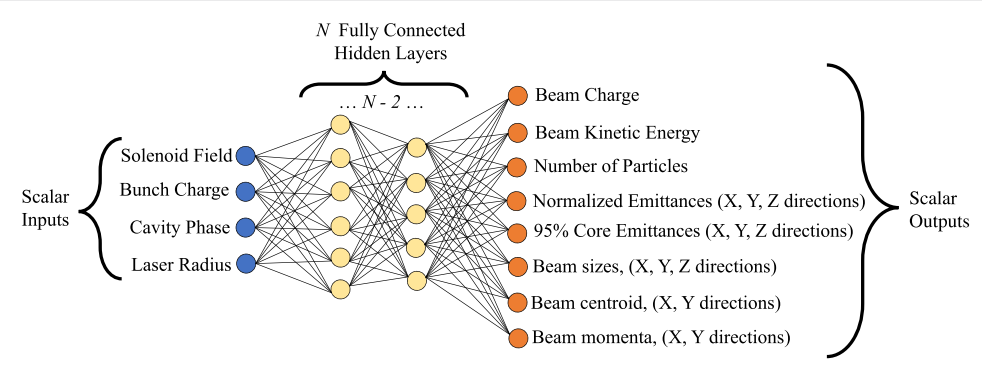 N Fully Connected
Hidden Layers
... N - 2 ...
Scalar
Inputs
Solenoid Field
Bunch Charge
Cavity Phase
Laser Radius
Beam Charge
Beam Kinetic Energy
Number of Particles
Normalized Emittances (X, Y, Z directions)
95% Core Emittances (X, Y, Z directions)
Beam sizes, (X, Y, Z directions)
Beam centroid, (X, Y directions)
Beam momenta, (X, Y directions)
Scalar
Outputs